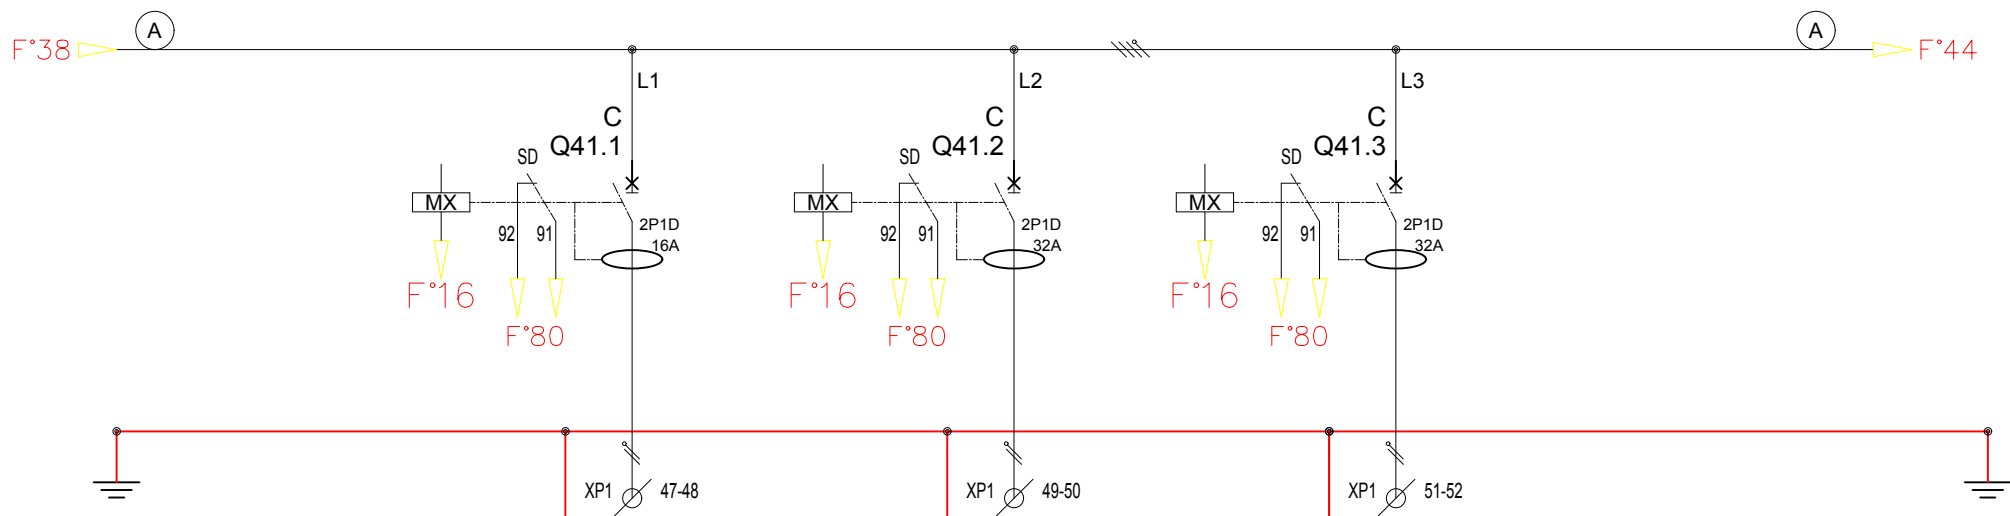 A
A
F°38
F°44
L1
L2
L3
C
C
C
Q41.1
Q41.2
Q41.3
SD
SD
SD
MX
MX
MX
2P1D
2P1D
2P1D
92
91
92
91
92
91
16A
32A
32A
F°16
F°16
F°16
F°80
F°80
F°80
XP1
47-48
XP1
49-50
XP1
51-52